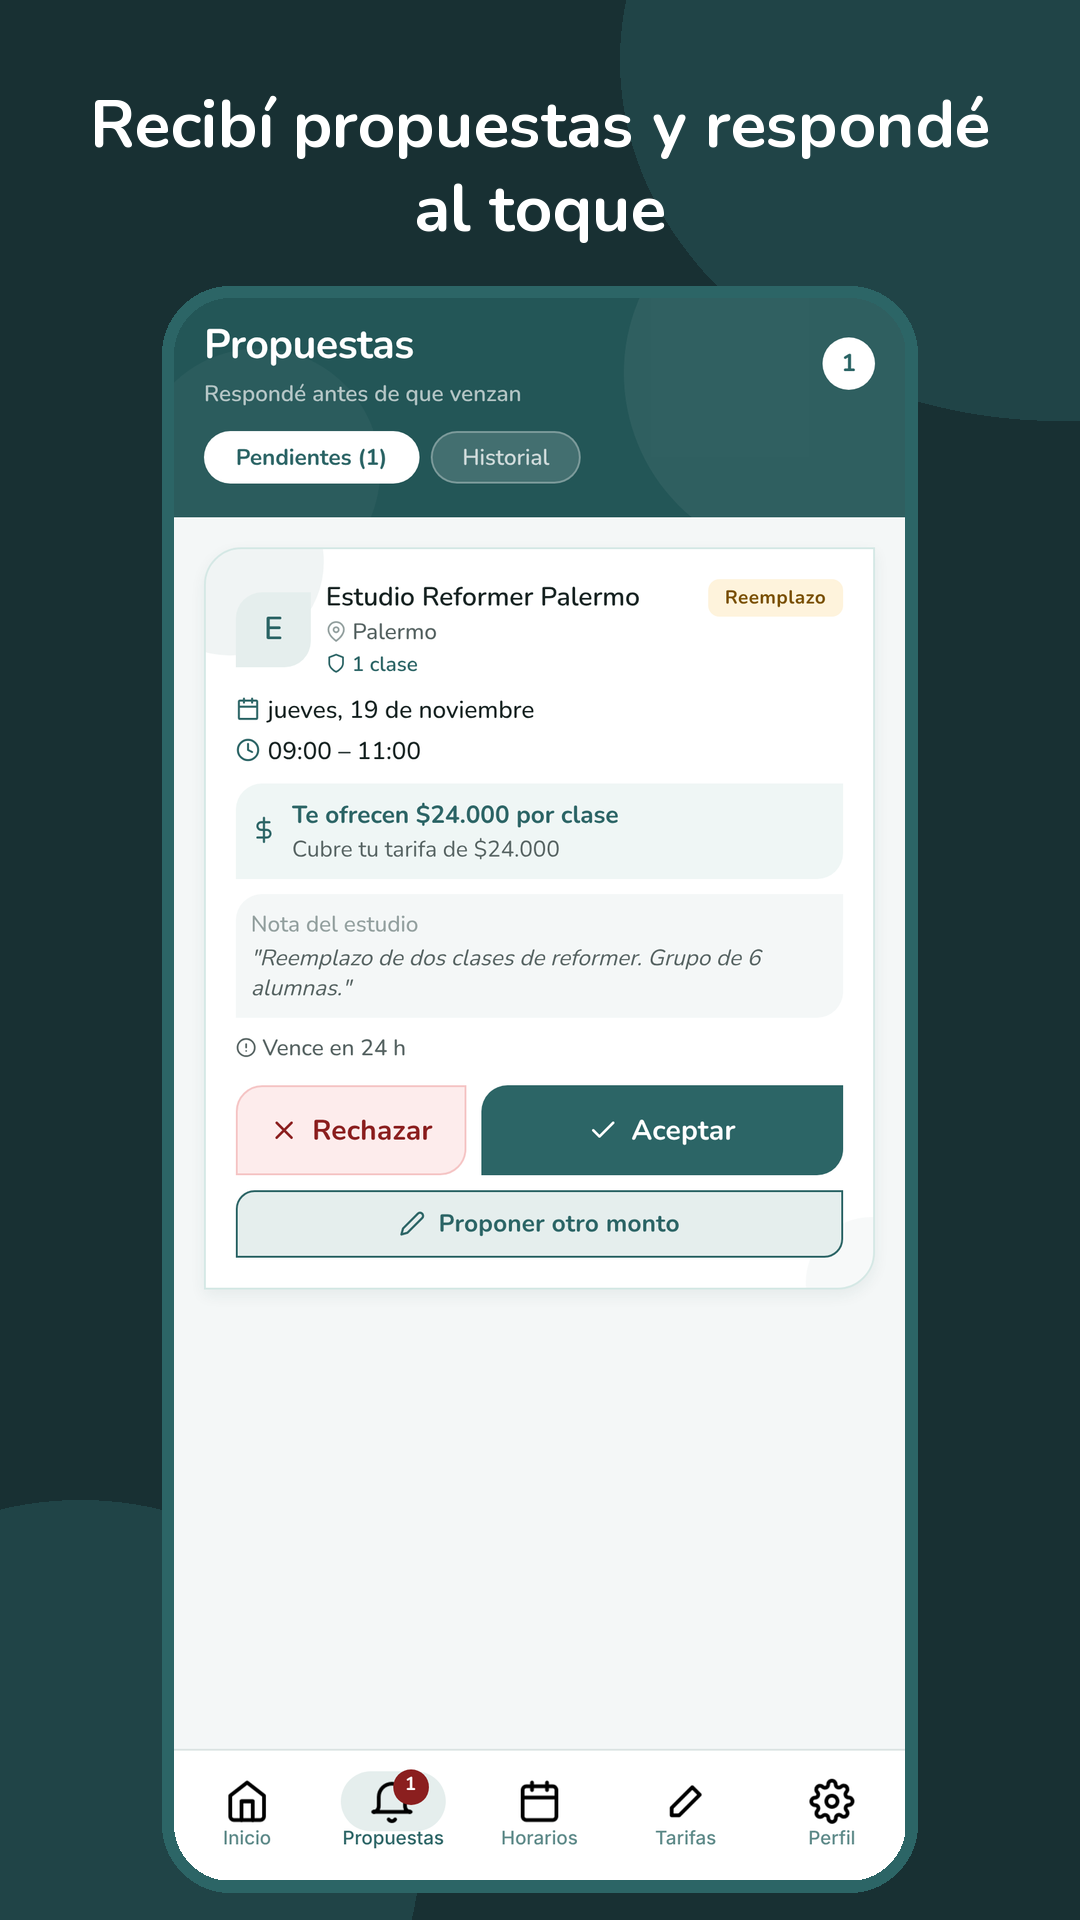 Recibí propuestas y respondé
al toque
Propuestas
1
Respondé antes de que venzan
Pendientes (1)
Historial
E
Estudio Reformer Palermo
Reemplazo
Palermo
1 clase
jueves, 19 de noviembre
09:00 – 11:00
$
Te ofrecen $24.000 por clase
Cubre tu tarifa de $24.000
Nota del estudio
"Reemplazo de dos clases de reformer. Grupo de 6
alumnas."
Vence en 24 h
Rechazar
Aceptar
Proponer otro monto
1
Inicio
Propuestas
Horarios
Tarifas
Perfil